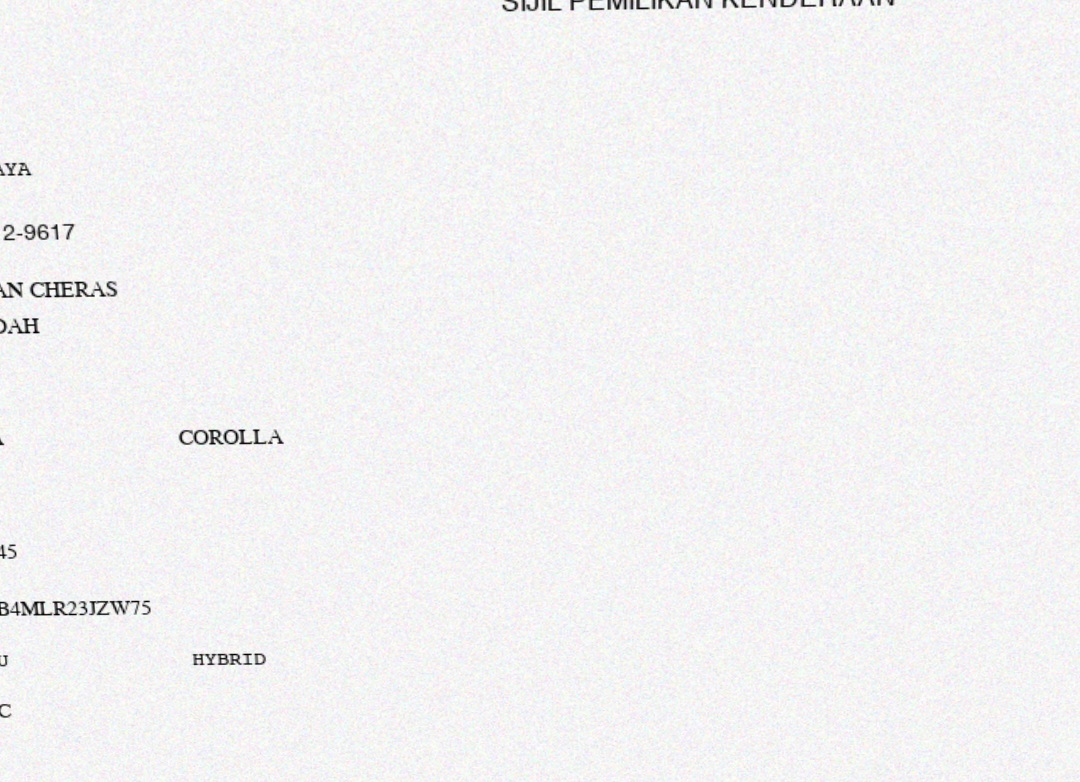 SIJIL PEMILIKAN KENDERAAN
AYA
2-9617
AN CHERAS
DAH
A COROLLA
45
B4MLR23JZW75
U HYBRID
C